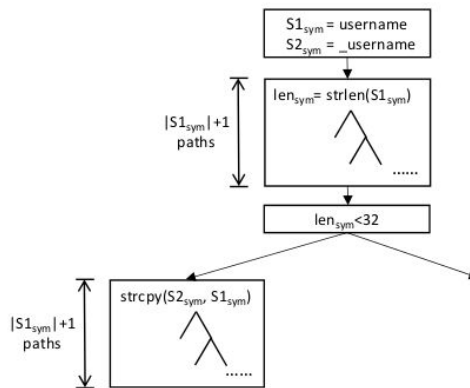 S1sym = username
S2sym = _username
|S1sym|+1
paths
lensym= strlen(S1sym)
......
lensym<32
|S1sym|+1
paths
strcpy(S2sym, S1sym)
......